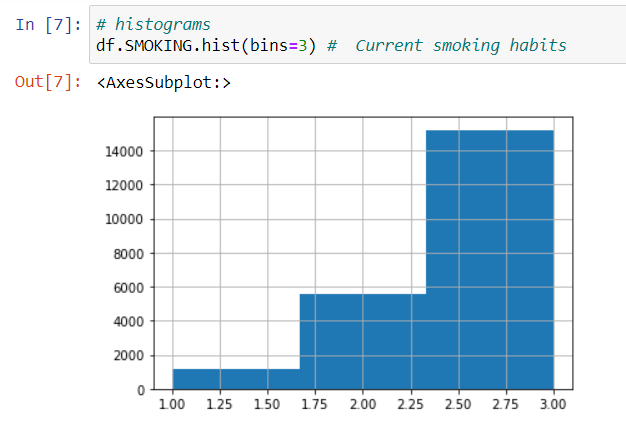 In [7]: # histograms
df.SMOKING.hist(bins=3) #  Current smoking habits
Out[7]: <AxesSubplot:>
14000
12000
10000
8000
6000
4000
2000
0
1.00 1.25 1.50 1.75 2.00 2.25 2.50 2.75 3.00